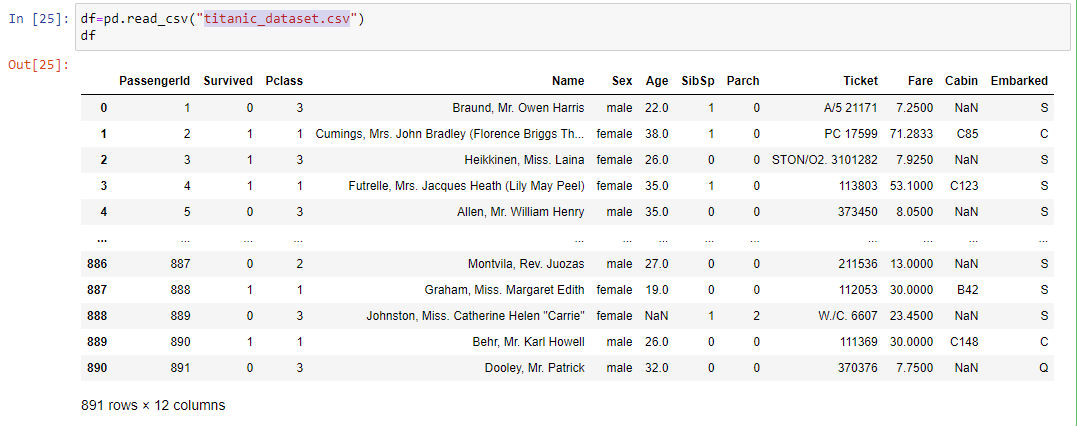 In [25]: df=pd.read_csv("titanic_dataset.csv")
df
Out[25]:
PassengerId Survived Pclass Name Sex Age SibSp Parch Ticket Fare Cabin Embarked
0 1 0 3 Braund, Mr. Owen Harris male 22.0 1 0 A/5 21171 7.2500 NaN S
1 2 1 1 Cumings, Mrs. John Bradley (Florence Briggs Th... female 38.0 1 0 PC 17599 71.2833 C85 C
2 3 1 3 Heikkinen, Miss. Laina female 26.0 0 0 STON/O2. 3101282 7.9250 NaN S
3 4 1 1 Futrelle, Mrs. Jacques Heath (Lily May Peel) female 35.0 1 0 113803 53.1000 C123 S
4 5 0 3 Allen, Mr. William Henry male 35.0 0 0 373450 8.0500 NaN S
... ... ... ... ... ... ... ... ... ... ... ... ...
886 887 0 2 Montvila, Rev. Juozas male 27.0 0 0 211536 13.0000 NaN S
887 888 1 1 Graham, Miss. Margaret Edith female 19.0 0 0 112053 30.0000 B42 S
888 889 0 3 Johnston, Miss. Catherine Helen "Carrie" female NaN 1 2 W./C. 6607 23.4500 NaN S
889 890 1 1 Behr, Mr. Karl Howell male 26.0 0 0 111369 30.0000 C148 C
890 891 0 3 Dooley, Mr. Patrick male 32.0 0 0 370376 7.7500 NaN Q
891 rows × 12 columns